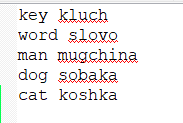 key kluch
word slovo
man mugchina
dog sobaka
cat koshka